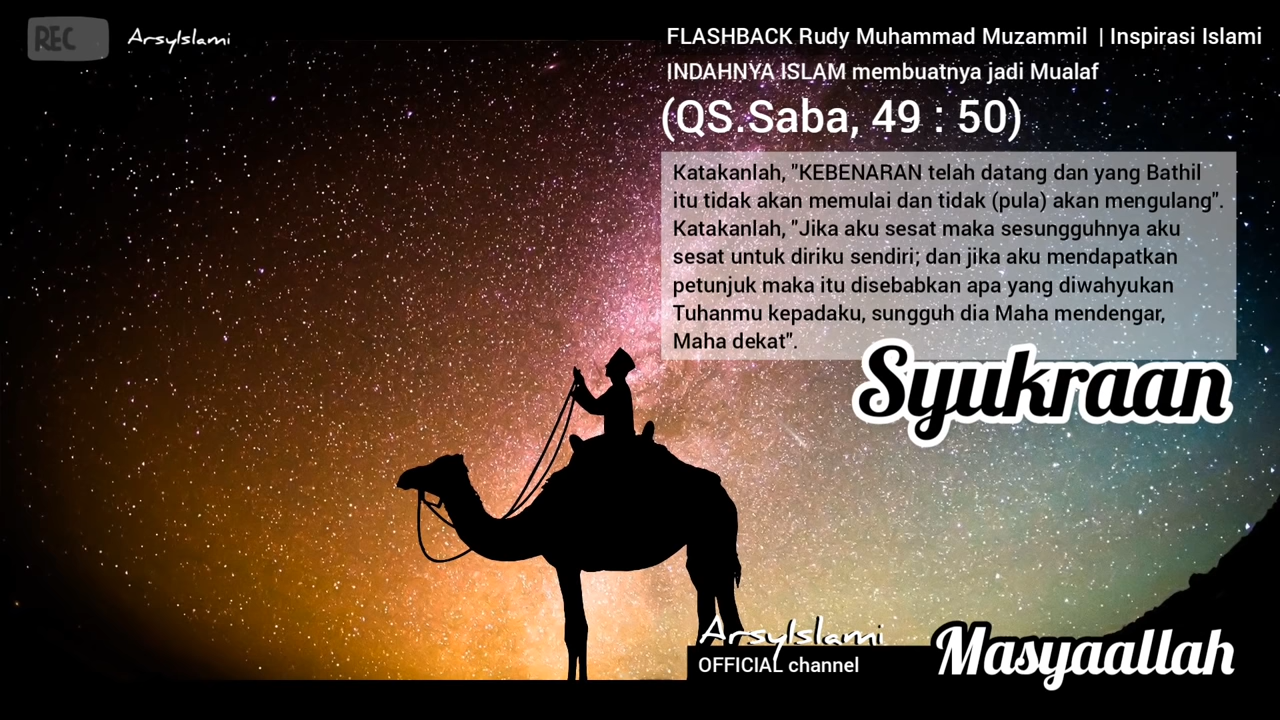 REC
ArsyIslami
FLASHBACK Rudy Muhammad Muzammil | Inspirasi Islami
INDAHNYA ISLAM membuatnya jadi Mualaf
(QS.Saba, 49 : 50)
Katakanlah, "KEBENARAN telah datang dan yang Bathil
itu tidak akan memulai dan tidak (pula) akan mengulang".
Katakanlah, "Jika aku sesat maka sesungguhnya aku
sesat untuk diriku sendiri; dan jika aku mendapatkan
petunjuk maka itu disebabkan apa yang diwahyukan
Tuhanmu kepadaku, sungguh dia Maha mendengar,
Maha dekat".
Syukraan
ArsyIslami
OFFICIAL channel
Masyaallah